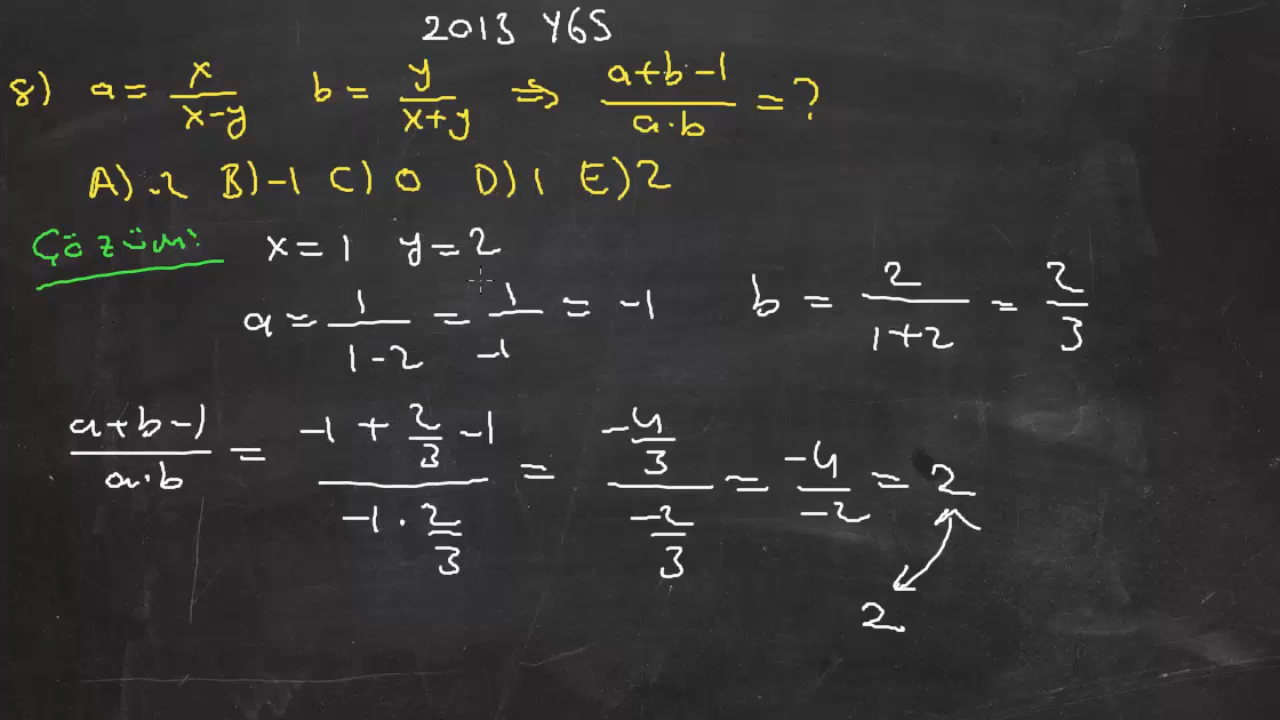 2013 YGS
8) a = x/(x-y) b = y/(x+y) ⇒ (a+b-1)/(a·b) = ?
A) -2 B) -1 C) 0 D) 1 E) 2
Çözüm: x = 1 y = 2
a = 1/(1-2) = 1/-1 = -1 b = 2/(1+2) = 2/3
(a+b-1)/(a·b) = (-1 + 2/3 - 1)/(-1 · 2/3) = (-4/3)/(-2/3) = -4/-2 = 2
2